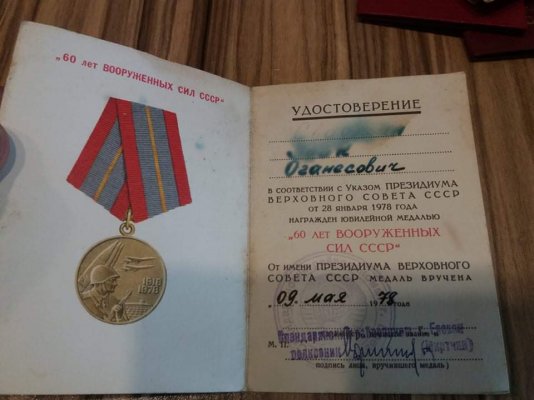 „60 лет ВООРУЖЕННЫХ СИЛ СССР“
1918
1978
УДОСТОВЕРЕНИЕ
Оганесович
В СООТВЕТСТВИИ С УКАЗОМ ПРЕЗИДИУМА
ВЕРХОВНОГО СОВЕТА СССР
ОТ 28 ЯНВАРЯ 1978 ГОДА
НАГРАЖДЕН ЮБИЛЕЙНОЙ МЕДАЛЬЮ
„60 ЛЕТ ВООРУЖЕННЫХ
СИЛ СССР“
ОТ ИМЕНИ ПРЕЗИДИУМА ВЕРХОВНОГО
СОВЕТА СССР МЕДАЛЬ ВРУЧЕНА
„09“ мая 1978 года
М. П. полковник
(подпись лица, вручившего медаль)